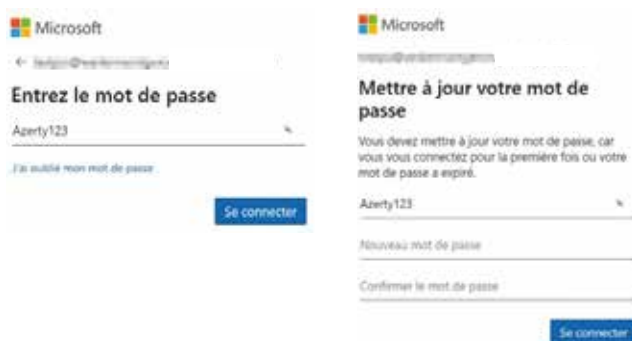 Microsoft
←
Entrez le mot de passe
Azerty123
J'ai oublié mon mot de passe
Se connecter
Microsoft
Mettre à jour votre mot de
passe
Vous devez mettre à jour votre mot de passe, car
vous vous connectez pour la première fois ou votre
mot de passe a expiré.
Azerty123
Nouveau mot de passe
Confirmer le mot de passe
Se connecter